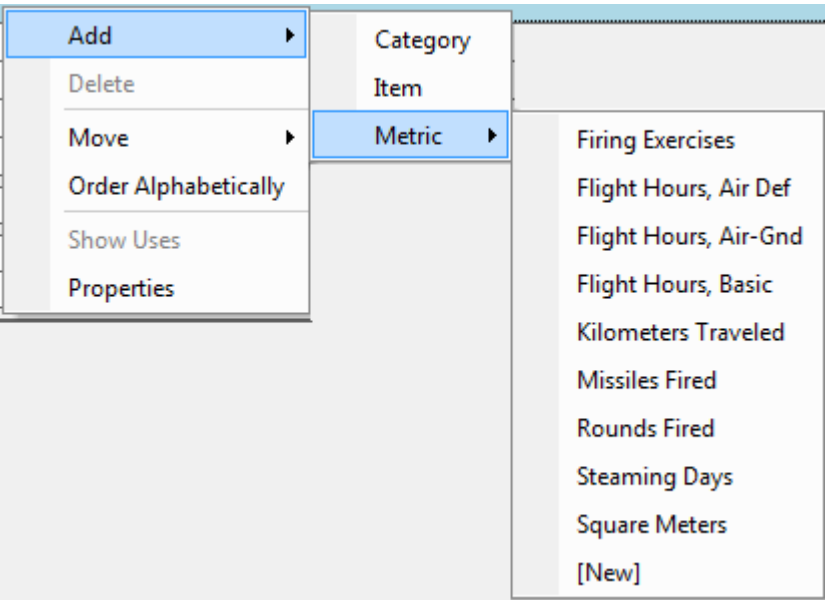 Add
Delete
Move
Order Alphabetically
Show Uses
Properties
Category
Item
Metric
Firing Exercises
Flight Hours, Air Def
Flight Hours, Air-Gnd
Flight Hours, Basic
Kilometers Traveled
Missiles Fired
Rounds Fired
Steaming Days
Square Meters
[New]